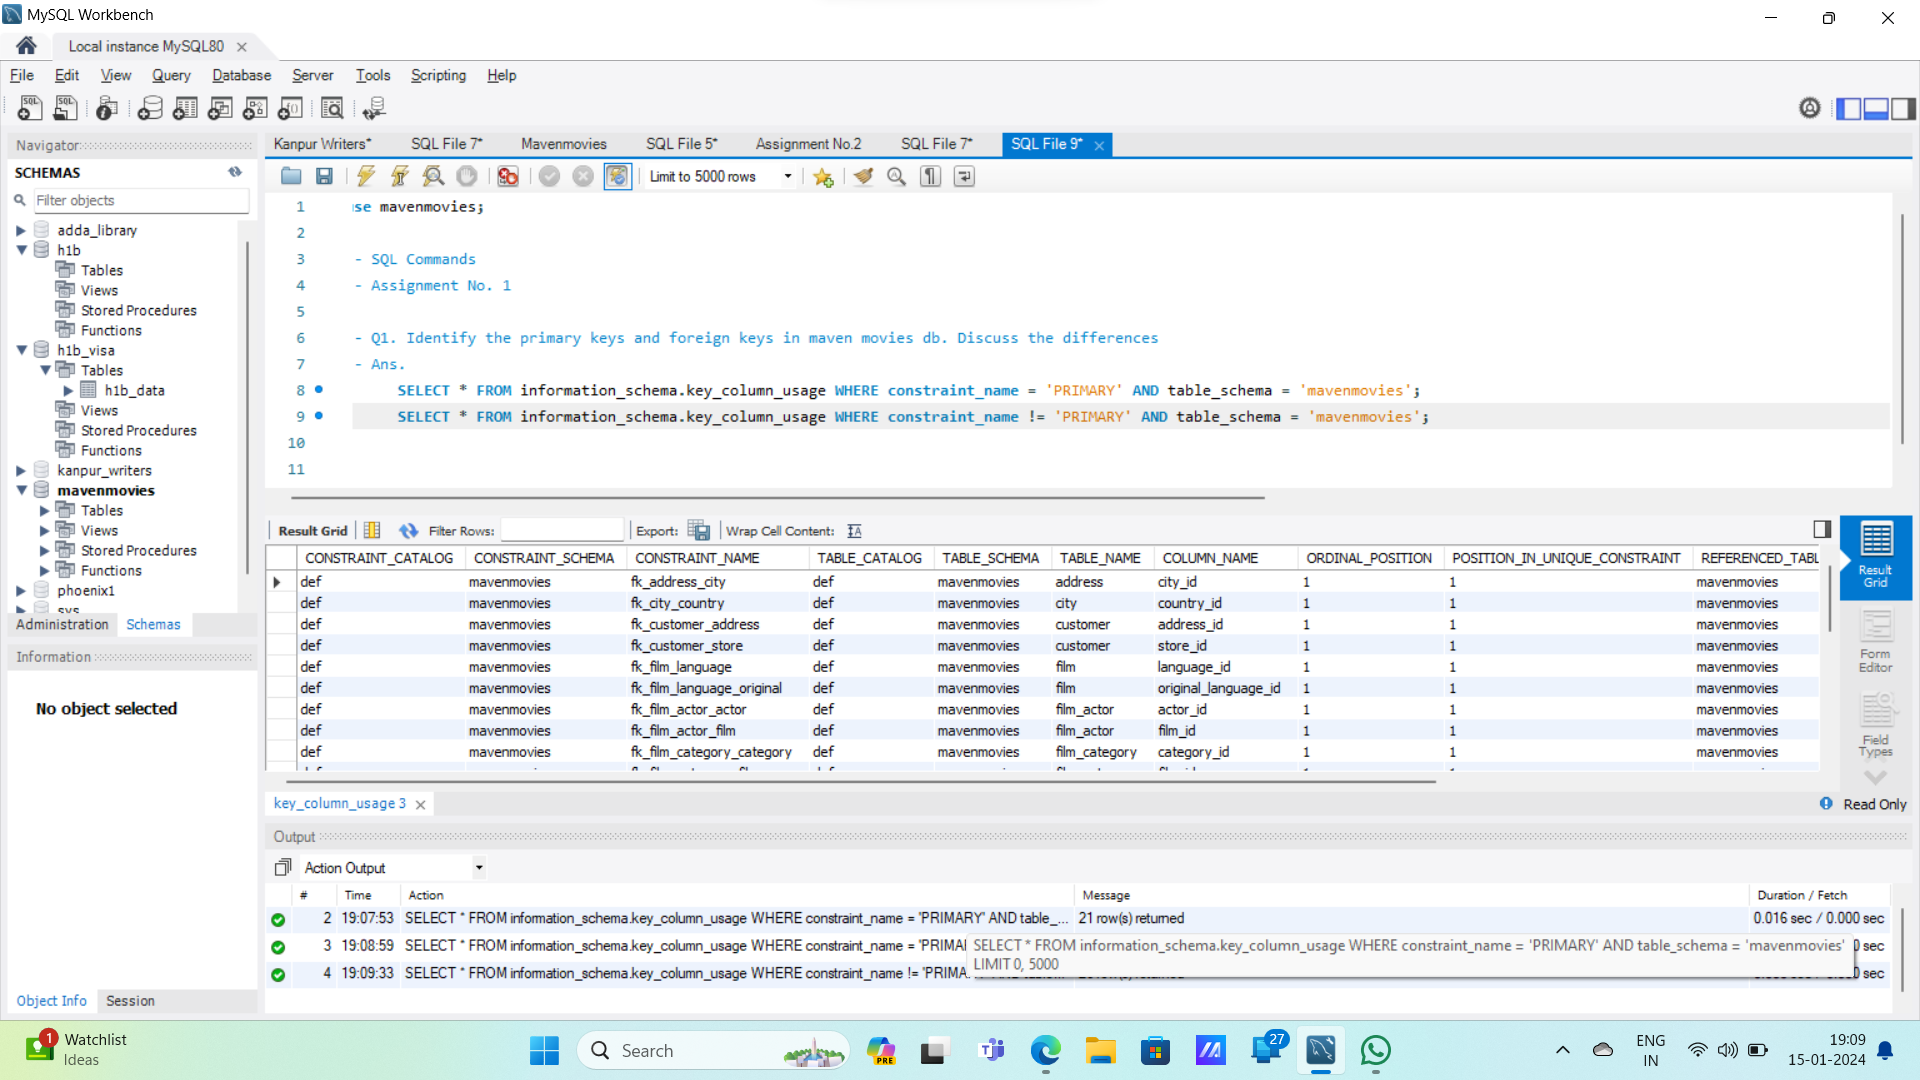 MySQL Workbench
Local instance MySQL80
File Edit View Query Database Server Tools Scripting Help
Navigator
SCHEMAS
Filter objects
adda_library
h1b
Tables
Views
Stored Procedures
Functions
h1b_visa
Tables
h1b_data
Views
Stored Procedures
Functions
kanpur_writers
mavenmovies
Tables
Views
Stored Procedures
Functions
phoenix1
sys
Administration Schemas
Information
No object selected
Object Info Session
Kanpur Writers* SQL File 7* Mavenmovies SQL File 5* Assignment No.2 SQL File 7* SQL File 9*
Limit to 5000 rows
1 se mavenmovies;
2
3 - SQL Commands
4 - Assignment No. 1
5
6 - Q1. Identify the primary keys and foreign keys in maven movies db. Discuss the differences
7 - Ans.
8 SELECT * FROM information_schema.key_column_usage WHERE constraint_name = 'PRIMARY' AND table_schema = 'mavenmovies';
9 SELECT * FROM information_schema.key_column_usage WHERE constraint_name != 'PRIMARY' AND table_schema = 'mavenmovies';
10
11
Result Grid Filter Rows: Export: Wrap Cell Content:
CONSTRAINT_CATALOG CONSTRAINT_SCHEMA CONSTRAINT_NAME TABLE_CATALOG TABLE_SCHEMA TABLE_NAME COLUMN_NAME ORDINAL_POSITION POSITION_IN_UNIQUE_CONSTRAINT REFERENCED_TABL
def mavenmovies fk_address_city def mavenmovies address city_id 1 1 mavenmovies
def mavenmovies fk_city_country def mavenmovies city country_id 1 1 mavenmovies
def mavenmovies fk_customer_address def mavenmovies customer address_id 1 1 mavenmovies
def mavenmovies fk_customer_store def mavenmovies customer store_id 1 1 mavenmovies
def mavenmovies fk_film_language def mavenmovies film language_id 1 1 mavenmovies
def mavenmovies fk_film_language_original def mavenmovies film original_language_id 1 1 mavenmovies
def mavenmovies fk_film_actor_actor def mavenmovies film_actor actor_id 1 1 mavenmovies
def mavenmovies fk_film_actor_film def mavenmovies film_actor film_id 1 1 mavenmovies
def mavenmovies fk_film_category_category def mavenmovies film_category category_id 1 1 mavenmovies
Result
Grid
Form
Editor
Field
Types
key_column_usage 3
Read Only
Output
Action Output
# Time Action Message Duration / Fetch
2 19:07:53 SELECT * FROM information_schema.key_column_usage WHERE constraint_name = 'PRIMARY' AND table_... 21 row(s) returned 0.016 sec / 0.000 sec
3 19:08:59 SELECT * FROM information_schema.key_column_usage WHERE constraint_name = 'PRIMA 0 sec
SELECT * FROM information_schema.key_column_usage WHERE constraint_name = 'PRIMARY' AND table_schema = 'mavenmovies'
LIMIT 0, 5000
4 19:09:33 SELECT * FROM information_schema.key_column_usage WHERE constraint_name != 'PRIMA sec
1
Watchlist
Ideas
Search
PRE
27
ENG
IN
19:09
15-01-2024